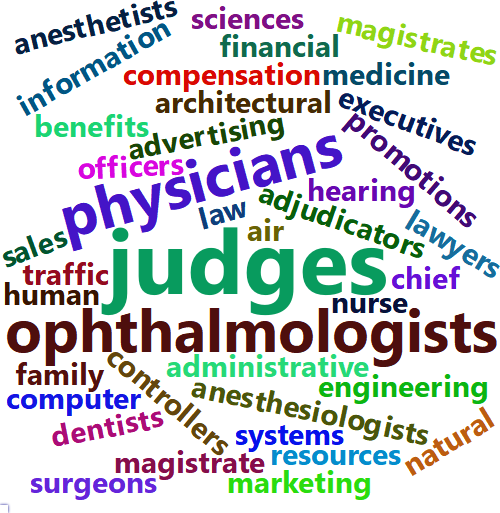 anesthetists
sciences
magistrates
information
financial
compensation
medicine
architectural
executives
benefits
advertising
promotions
officers
physicians
hearing
law
adjudicators
lawyers
sales
air
judges
traffic
chief
human
nurse
ophthalmologists
family
controllers
administrative
computer
anesthesiologists
engineering
dentists
systems
natural
magistrate
resources
surgeons
marketing